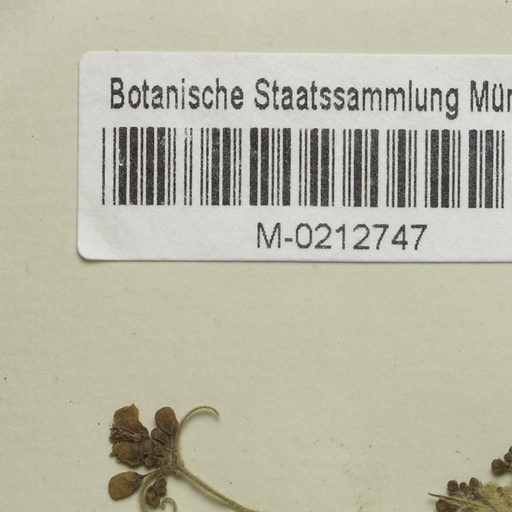 Botanische Staatssammlung Mün
M-0212747